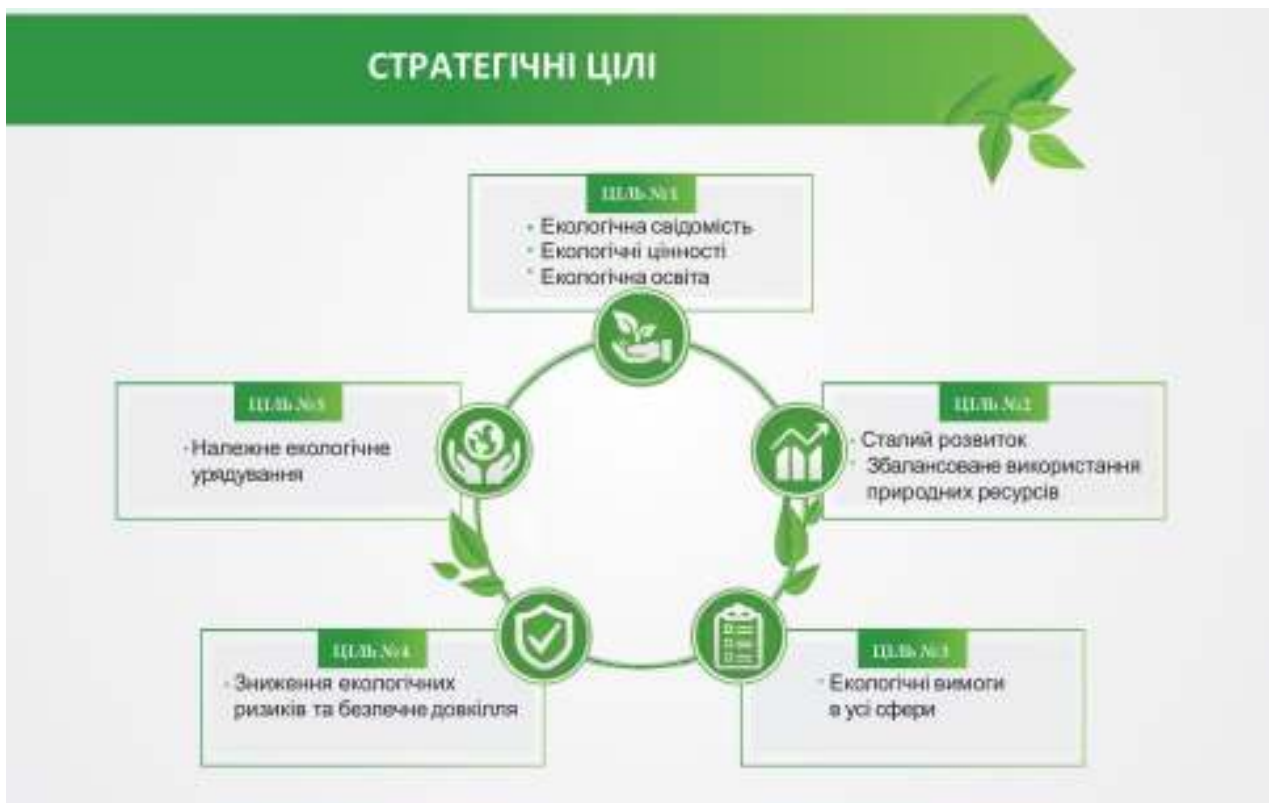 СТРАТЕГІЧНІ ЦІЛІ
ЦІЛЬ №1
• Екологічна свідомість
• Екологічні цінності
• Екологічна освіта
ЦІЛЬ №5
• Належне екологічне
урядування
ЦІЛЬ №2
• Сталий розвиток
• Збалансоване використання
природних ресурсів
ЦІЛЬ №4
• Зниження екологічних
ризиків та безпечне довкілля
ЦІЛЬ №3
• Екологічні вимоги
в усі сфери